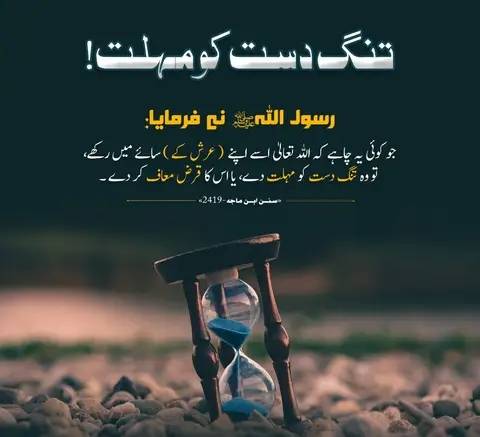 تنگ دست کو مہلت!
رسول اللہ ﷺ نے فرمایا:
جو کوئی یہ چاہے کہ اللہ تعالیٰ اسے اپنے (عرش کے) سائے میں رکھے،
تو وہ تنگ دست کو مہلت دے، یا اس کا قرض معاف کر دے۔
«سنن ابن ماجہ-2419»